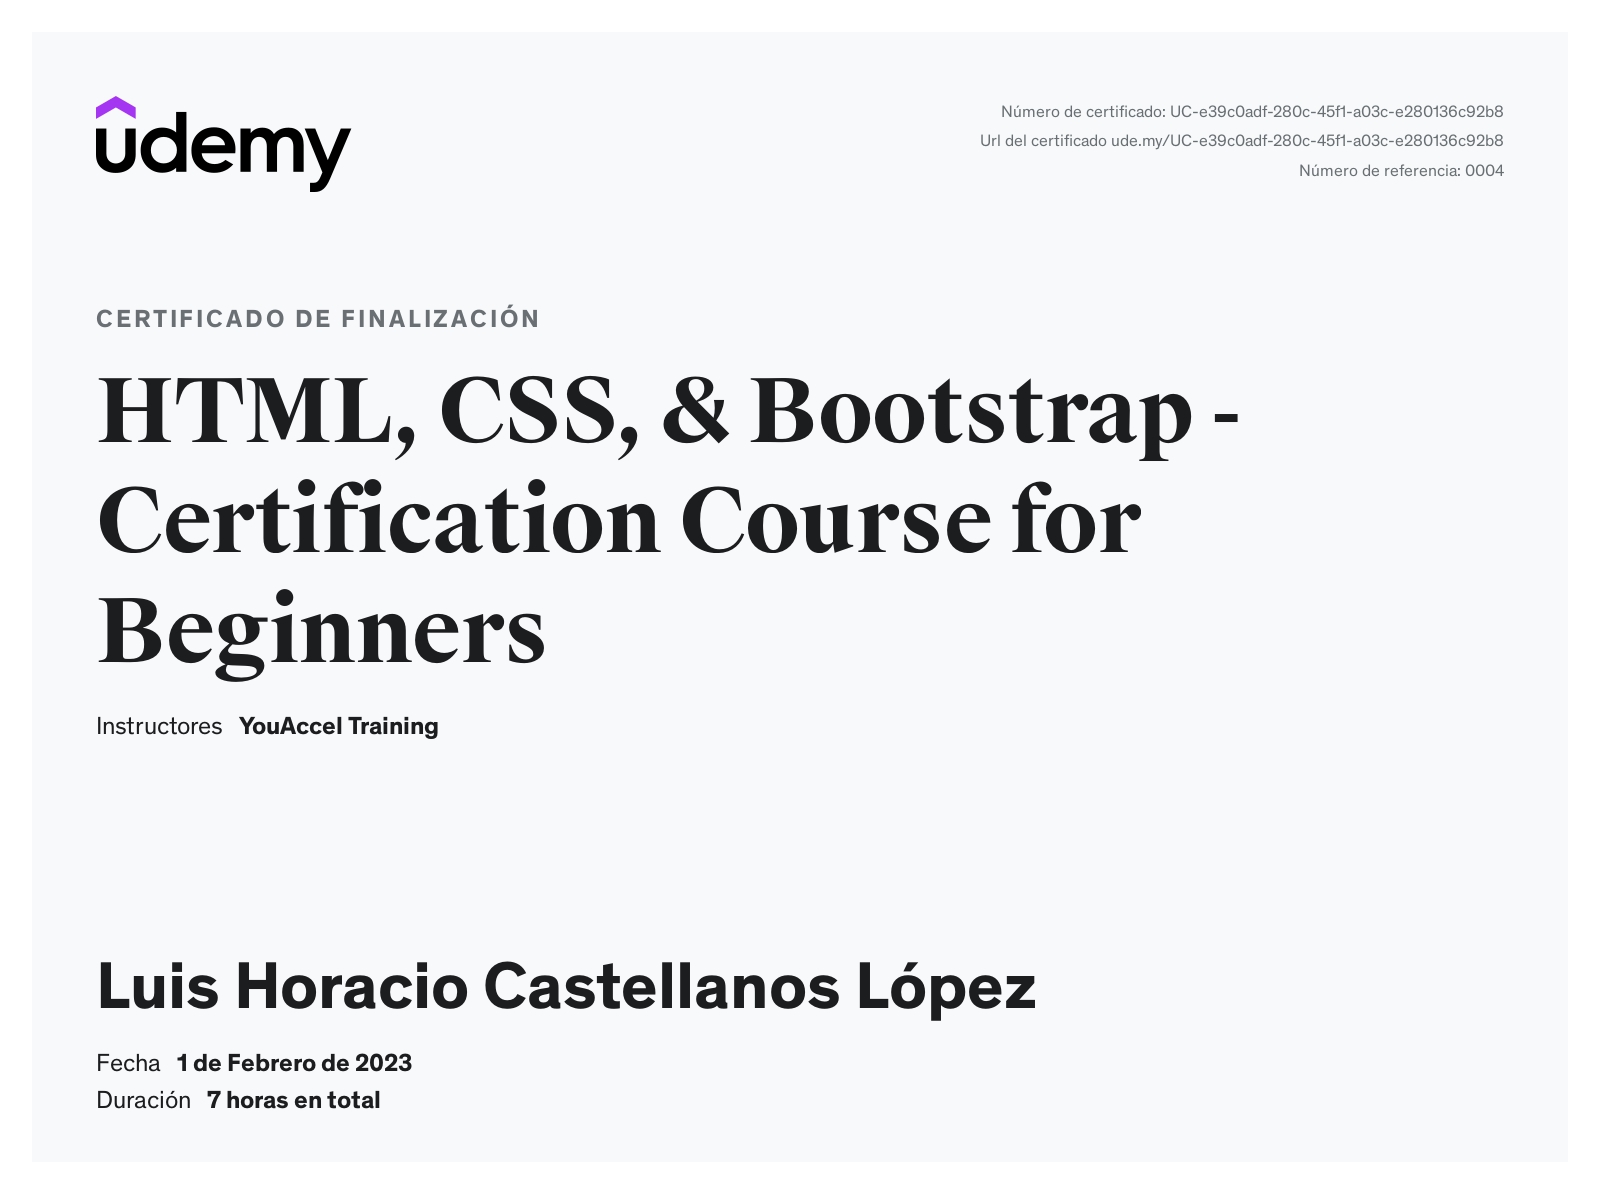 udemy
Número de certificado: UC-e39c0adf-280c-45f1-a03c-e280136c92b8
Url del certificado ude.my/UC-e39c0adf-280c-45f1-a03c-e280136c92b8
Número de referencia: 0004
CERTIFICADO DE FINALIZACIÓN
HTML, CSS, & Bootstrap -
Certification Course for
Beginners
Instructores YouAccel Training
Luis Horacio Castellanos López
Fecha 1 de Febrero de 2023
Duración 7 horas en total